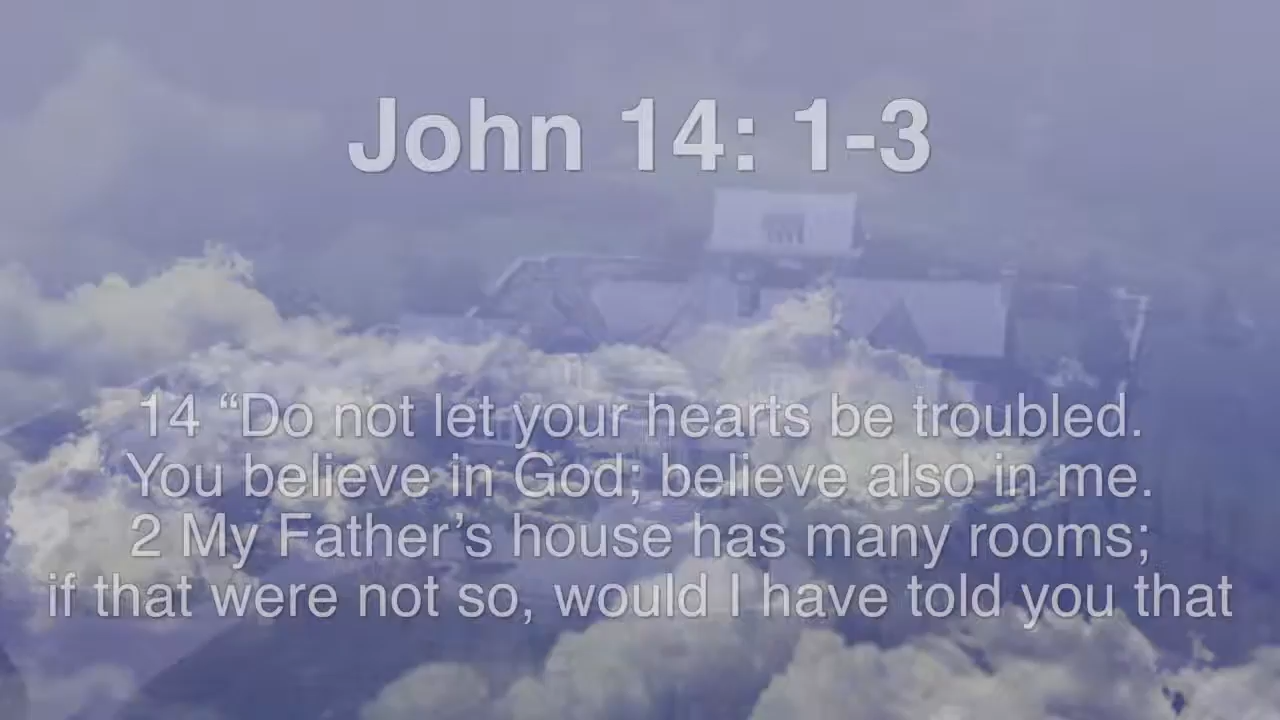 John 14: 1-3
14 “Do not let your hearts be troubled.
You believe in God; believe also in me.
2 My Father’s house has many rooms;
if that were not so, would I have told you that